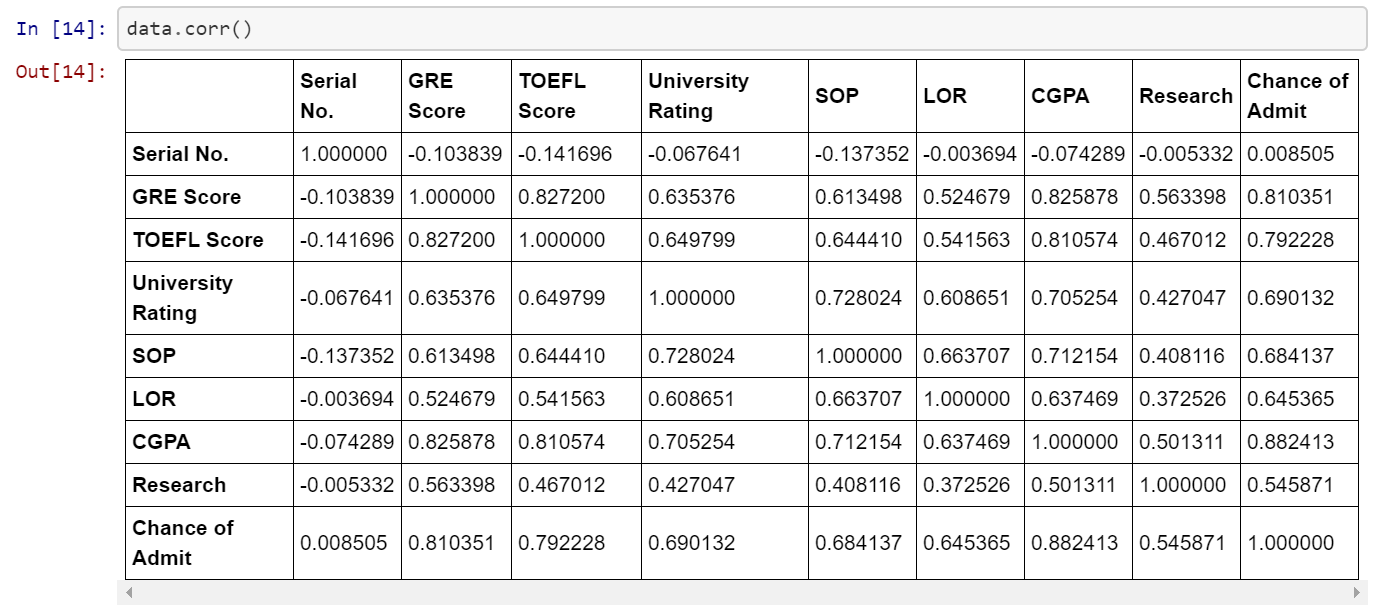 In [14]: data.corr()
Out[14]:
Serial No. GRE Score TOEFL Score University Rating SOP LOR CGPA Research Chance of Admit
Serial No. 1.000000 -0.103839 -0.141696 -0.067641 -0.137352 -0.003694 -0.074289 -0.005332 0.008505
GRE Score -0.103839 1.000000 0.827200 0.635376 0.613498 0.524679 0.825878 0.563398 0.810351
TOEFL Score -0.141696 0.827200 1.000000 0.649799 0.644410 0.541563 0.810574 0.467012 0.792228
University Rating -0.067641 0.635376 0.649799 1.000000 0.728024 0.608651 0.705254 0.427047 0.690132
SOP -0.137352 0.613498 0.644410 0.728024 1.000000 0.663707 0.712154 0.408116 0.684137
LOR -0.003694 0.524679 0.541563 0.608651 0.663707 1.000000 0.637469 0.372526 0.645365
CGPA -0.074289 0.825878 0.810574 0.705254 0.712154 0.637469 1.000000 0.501311 0.882413
Research -0.005332 0.563398 0.467012 0.427047 0.408116 0.372526 0.501311 1.000000 0.545871
Chance of Admit 0.008505 0.810351 0.792228 0.690132 0.684137 0.645365 0.882413 0.545871 1.000000